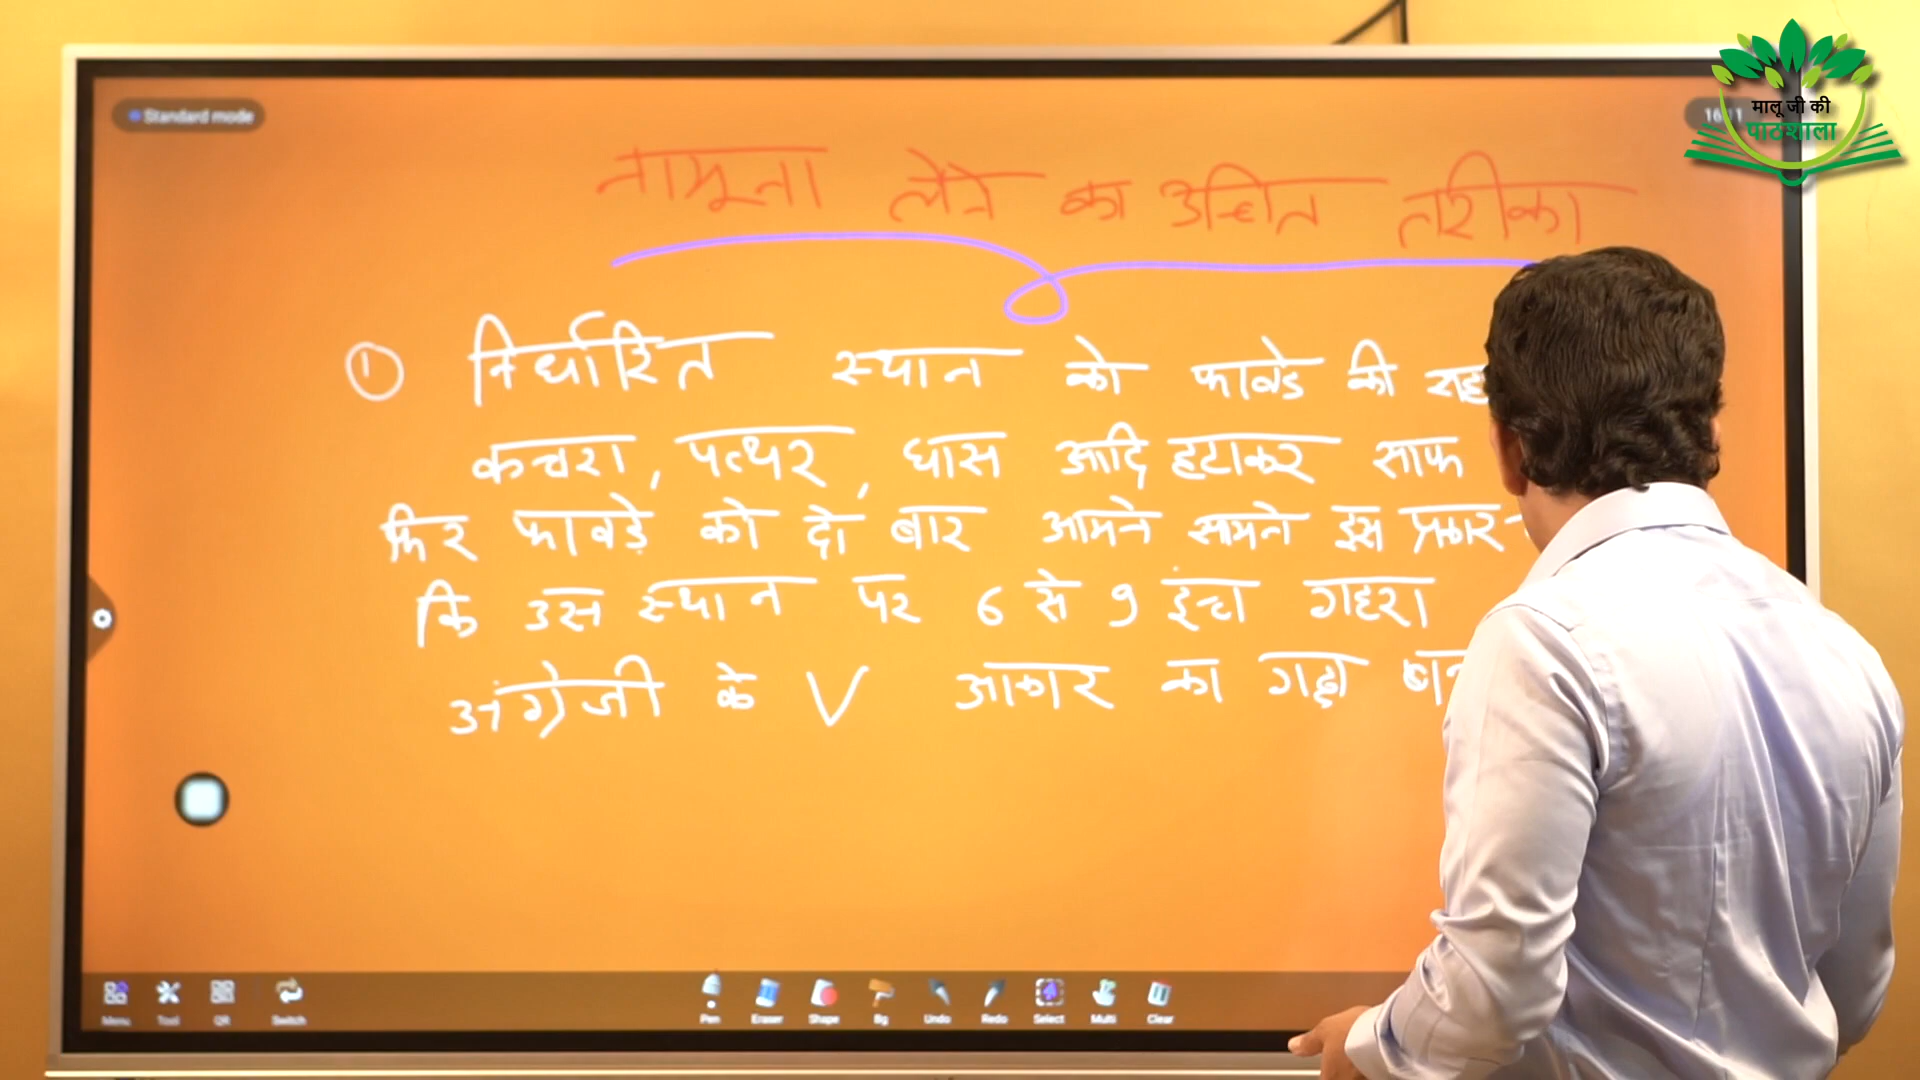 Standard mode
मालू जी की
पाठशाला
नामूना लेने का उचित तरीका
① निर्धारित स्थान को फावडे की
कचरा, पत्थर, घास आदि हटाकर साफ
फिर फावड़े को दो बार आमने सामने इस प्रकार
कि उस स्थान पर 6 से 9 इंच गहरा
अंग्रेजी के V आकार का गड्ढा
Menu Tool QR Switch Pen Eraser Shape Bg Undo Redo Select Multi Clear